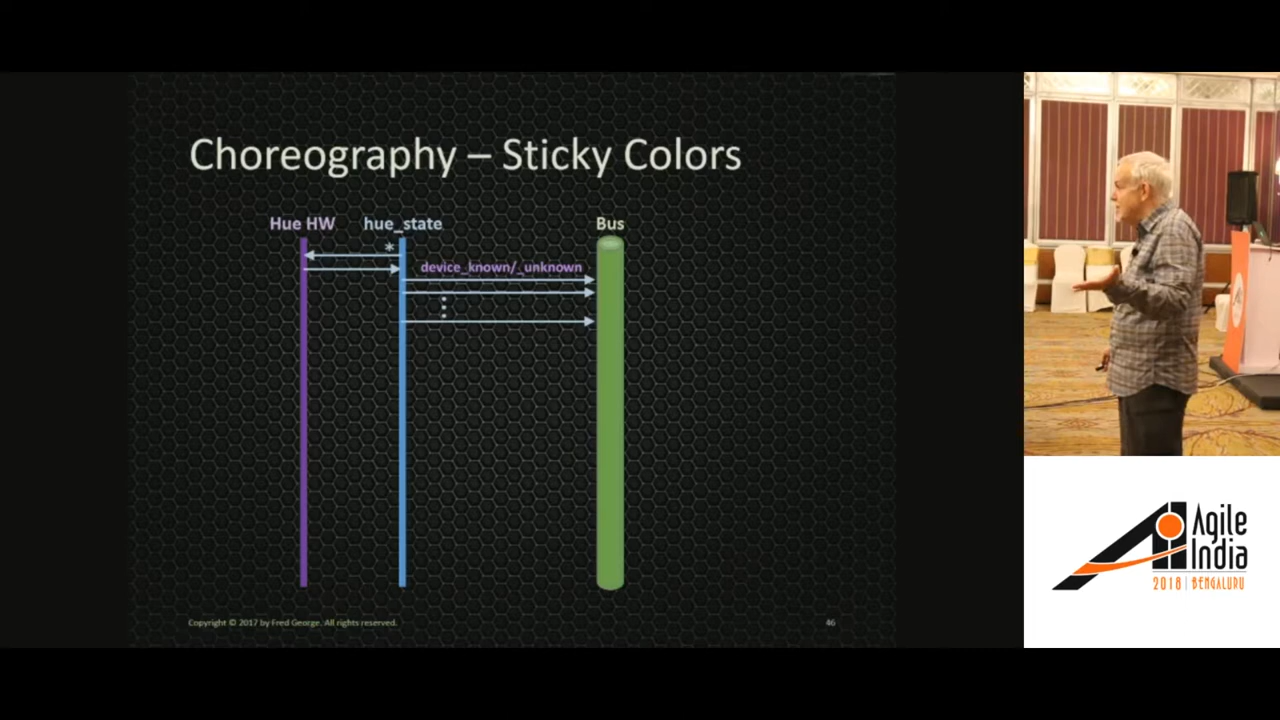 Choreography – Sticky Colors
Hue HW
hue_state
Bus
*
device_known/_unknown
Copyright © 2017 by Fred George. All rights reserved.
46
Agile
India
2018 | BENGALURU